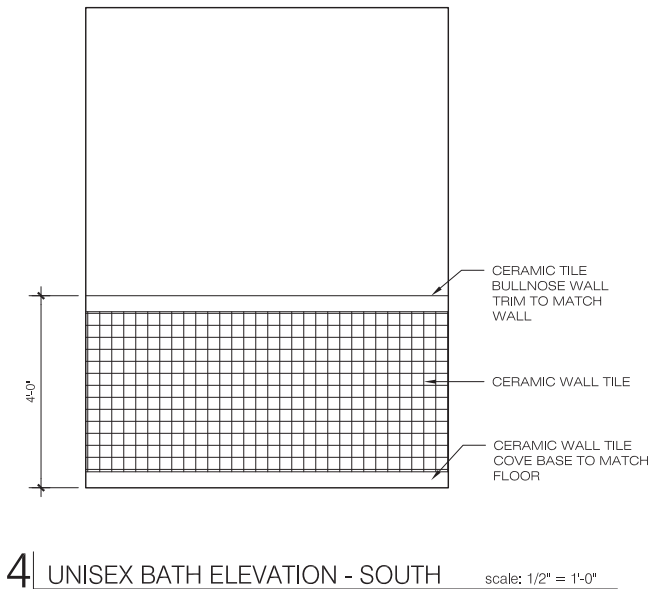 CERAMIC TILE
BULLNOSE WALL
TRIM TO MATCH
WALL
4'-0"
CERAMIC WALL TILE
CERAMIC WALL TILE
COVE BASE TO MATCH
FLOOR
4 UNISEX BATH ELEVATION - SOUTH scale: 1/2" = 1'-0"